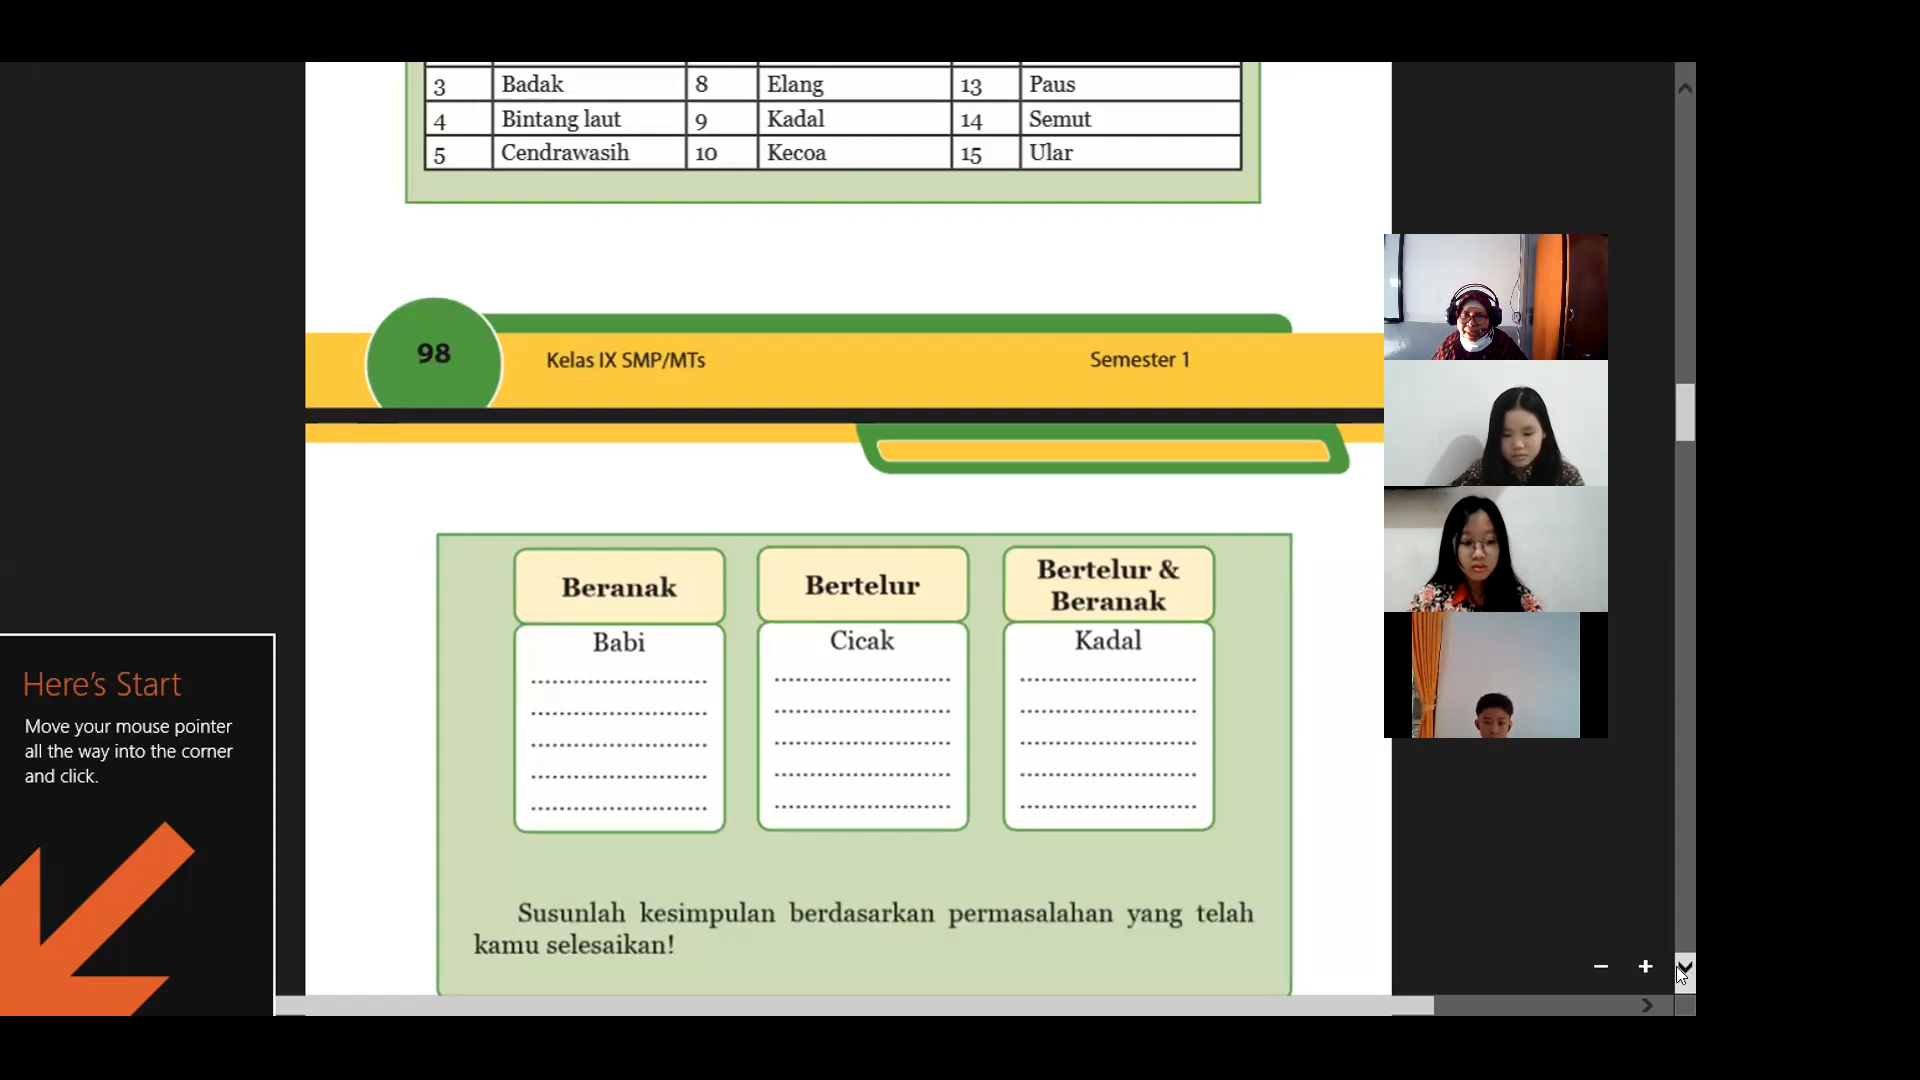 3 Badak 8 Elang 13 Paus
4 Bintang laut 9 Kadal 14 Semut
5 Cendrawasih 10 Kecoa 15 Ular
98 Kelas IX SMP/MTs Semester 1
Beranak
Babi
Bertelur
Cicak
Bertelur &
Beranak
Kadal
Susunlah kesimpulan berdasarkan permasalahan yang telah
kamu selesaikan!
Here's Start
Move your mouse pointer
all the way into the corner
and click.